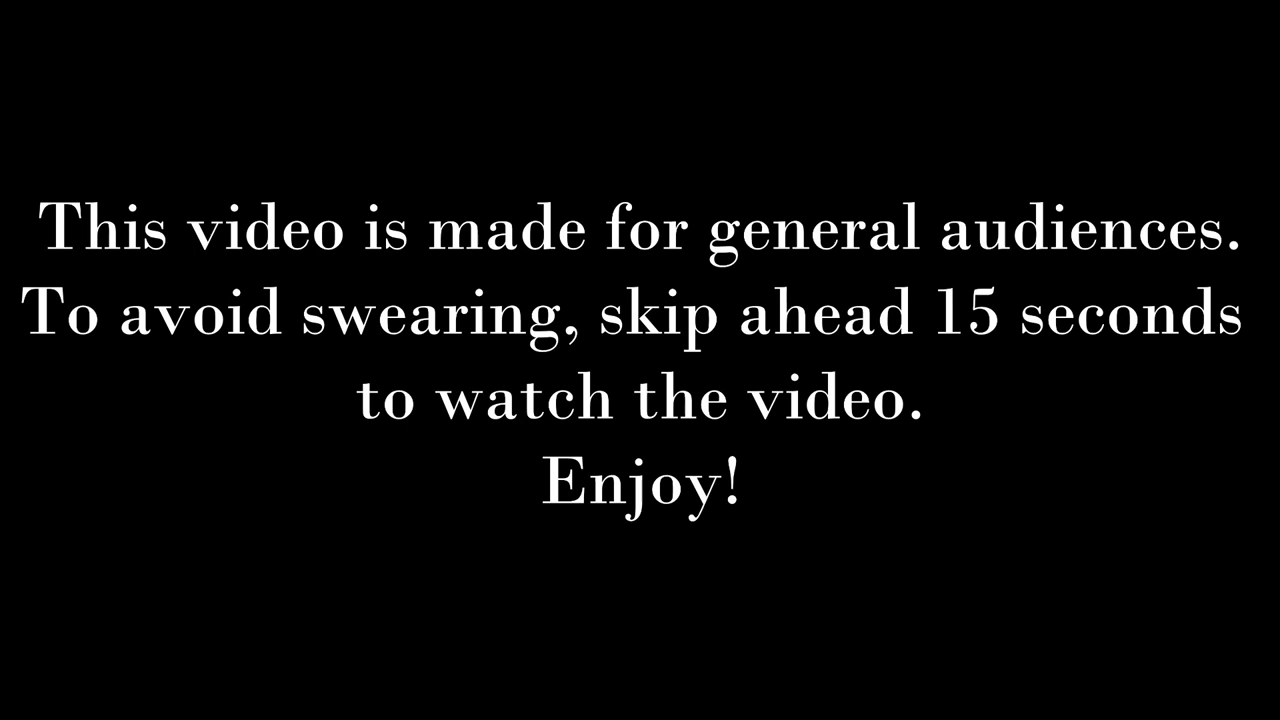 This video is made for general audiences.
To avoid swearing, skip ahead 15 seconds
to watch the video.
Enjoy!